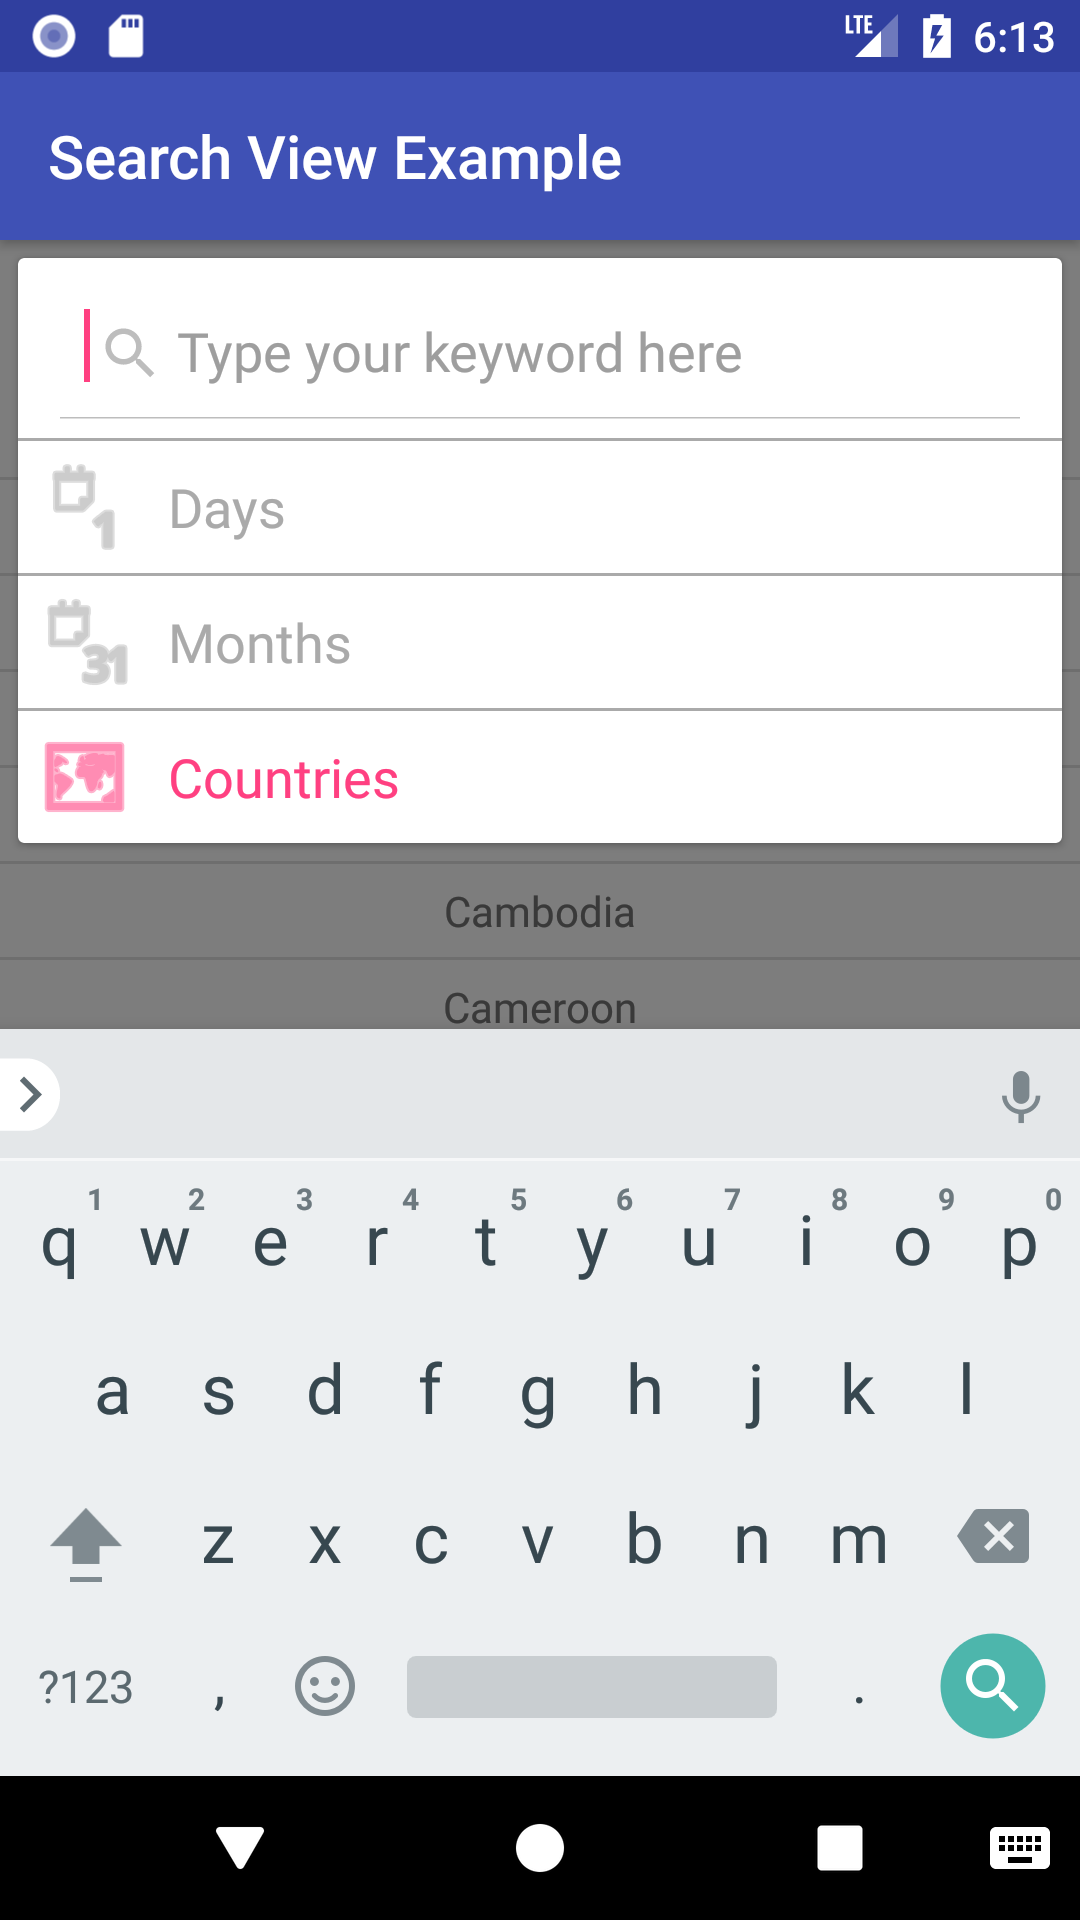 LTE 6:13
Search View Example
Type your keyword here
1 Days
31 Months
Countries
Cambodia
Cameroon
1 2 3 4 5 6 7 8 9 0
q w e r t y u i o p
a s d f g h j k l
z x c v b n m
?123 , .